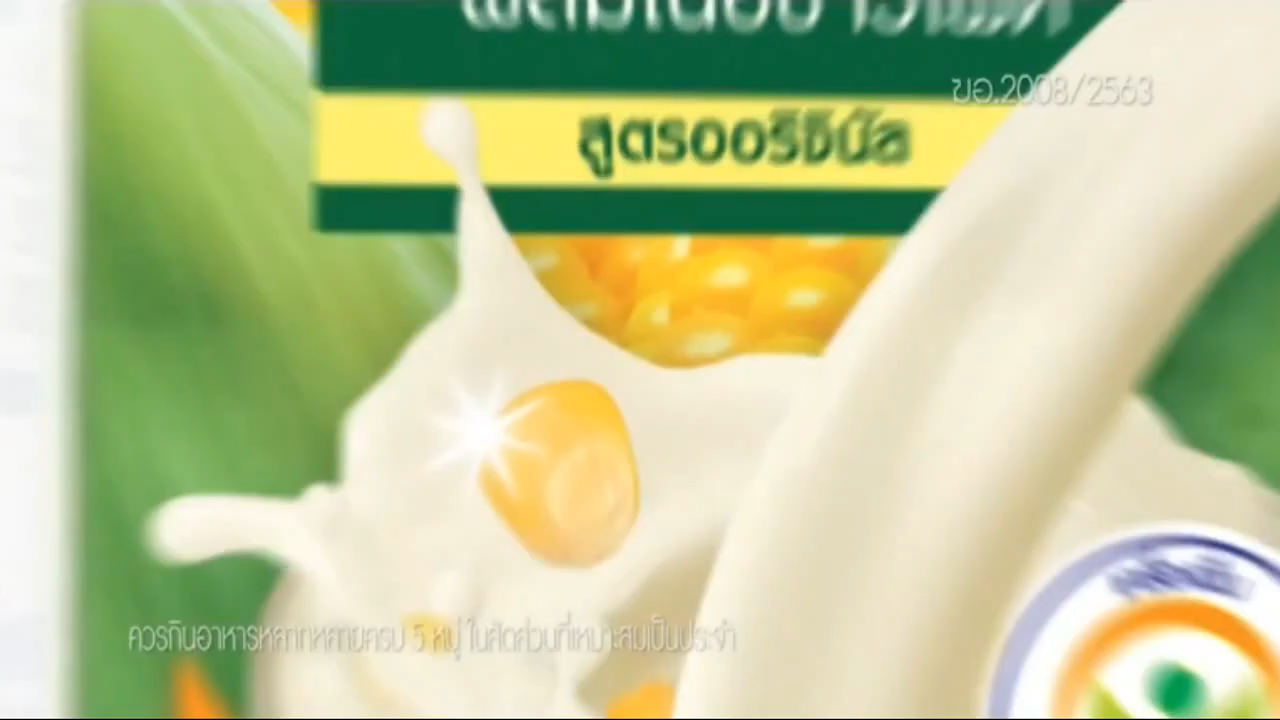 ฆอ.2008/2563
สูตรออริจินัล
ควรกินอาหารหลากหลายครบ 5 หมู่ ในสัดส่วนที่เหมาะสมเป็นประจำ